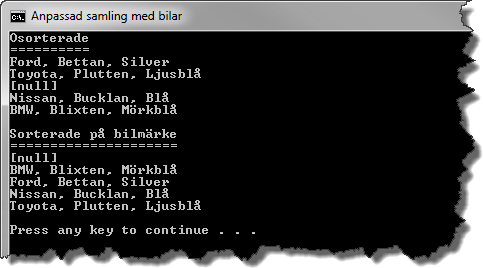 Anpassad samling med bilar
Osorterade
==========
Ford, Bettan, Silver
Toyota, Plutten, Ljusblå
[null]
Nissan, Bucklan, Blå
BMW, Blixten, Mörkblå
Sorterade på bilmärke
=====================
[null]
BMW, Blixten, Mörkblå
Ford, Bettan, Silver
Nissan, Bucklan, Blå
Toyota, Plutten, Ljusblå
Press any key to continue . . .